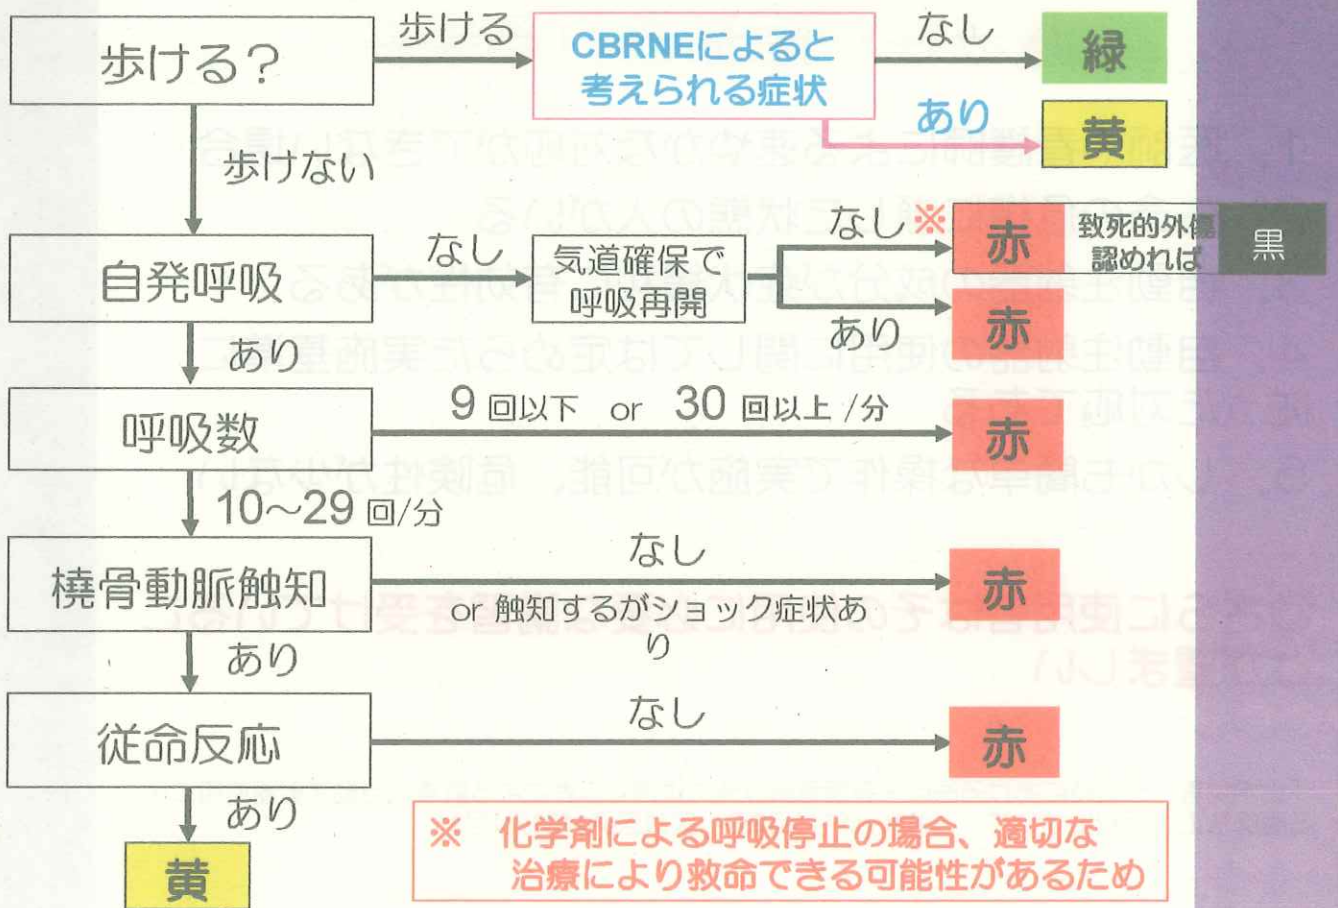 歩ける？
歩ける
CBRNEによると
考えられる症状
なし
緑
あり
黄
歩けない
自発呼吸
なし
気道確保で
呼吸再開
なし※
赤
致死的外傷
認めれば
黒
あり
赤
あり
呼吸数
9 回以下 or 30 回以上 /分
赤
10～29 回/分
橈骨動脈触知
なし
or 触知するがショック症状あ
り
赤
あり
従命反応
なし
赤
あり
黄
※ 化学剤による呼吸停止の場合、適切な
治療により救命できる可能性があるため